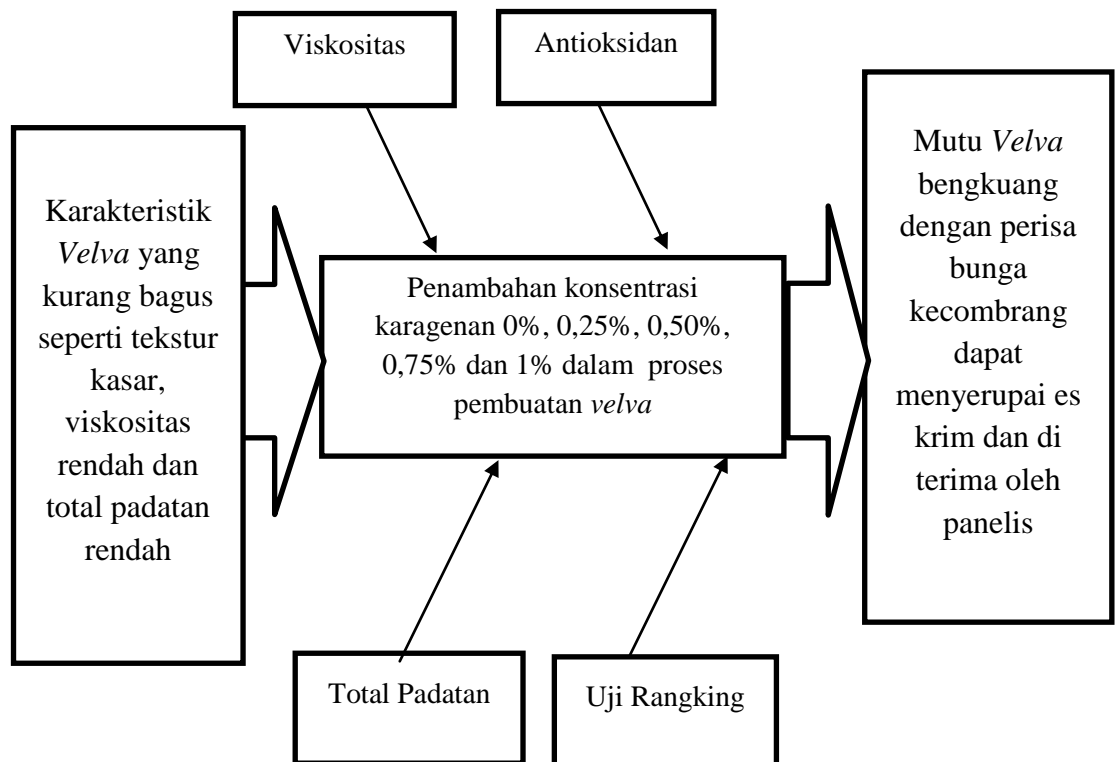 Viskositas
Antioksidan
Karakteristik
Velva yang
kurang bagus
seperti tekstur
kasar,
viskositas
rendah dan
total padatan
rendah
Penambahan konsentrasi
karagenan 0%, 0,25%, 0,50%,
0,75% dan 1% dalam proses
pembuatan velva
Mutu Velva
bengkuang
dengan perisa
bunga
kecombrang
dapat
menyerupai es
krim dan di
terima oleh
panelis
Total Padatan
Uji Rangking